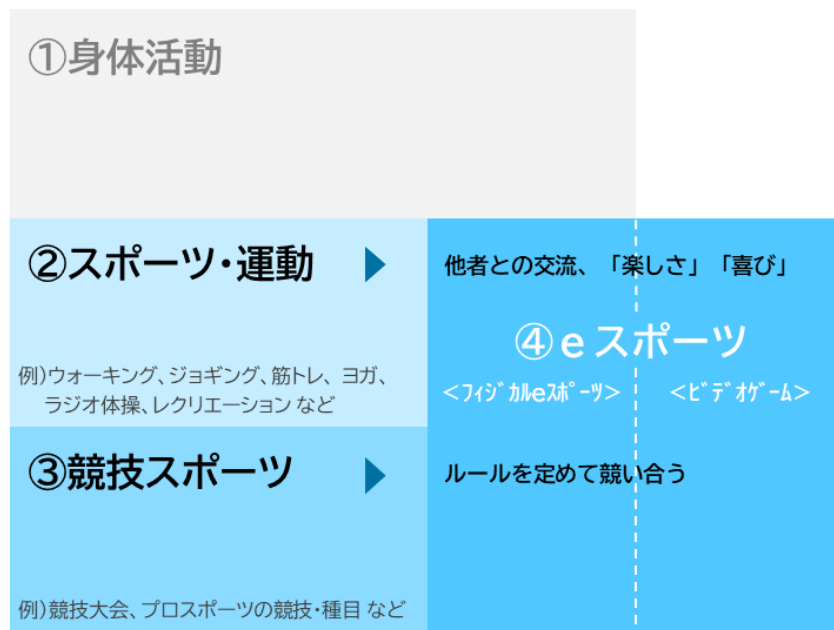 ①身体活動
②スポーツ・運動
他者との交流、「楽しさ」「喜び」
④eスポーツ
<ﾌｨｼﾞｶﾙeｽﾎﾟｰﾂ> <ﾋﾞﾃﾞｵｹﾞｰﾑ>
例)ウォーキング、ジョギング、筋トレ、ヨガ、
ラジオ体操、レクリエーション など
③競技スポーツ
ルールを定めて競い合う
例)競技大会、プロスポーツの競技・種目 など